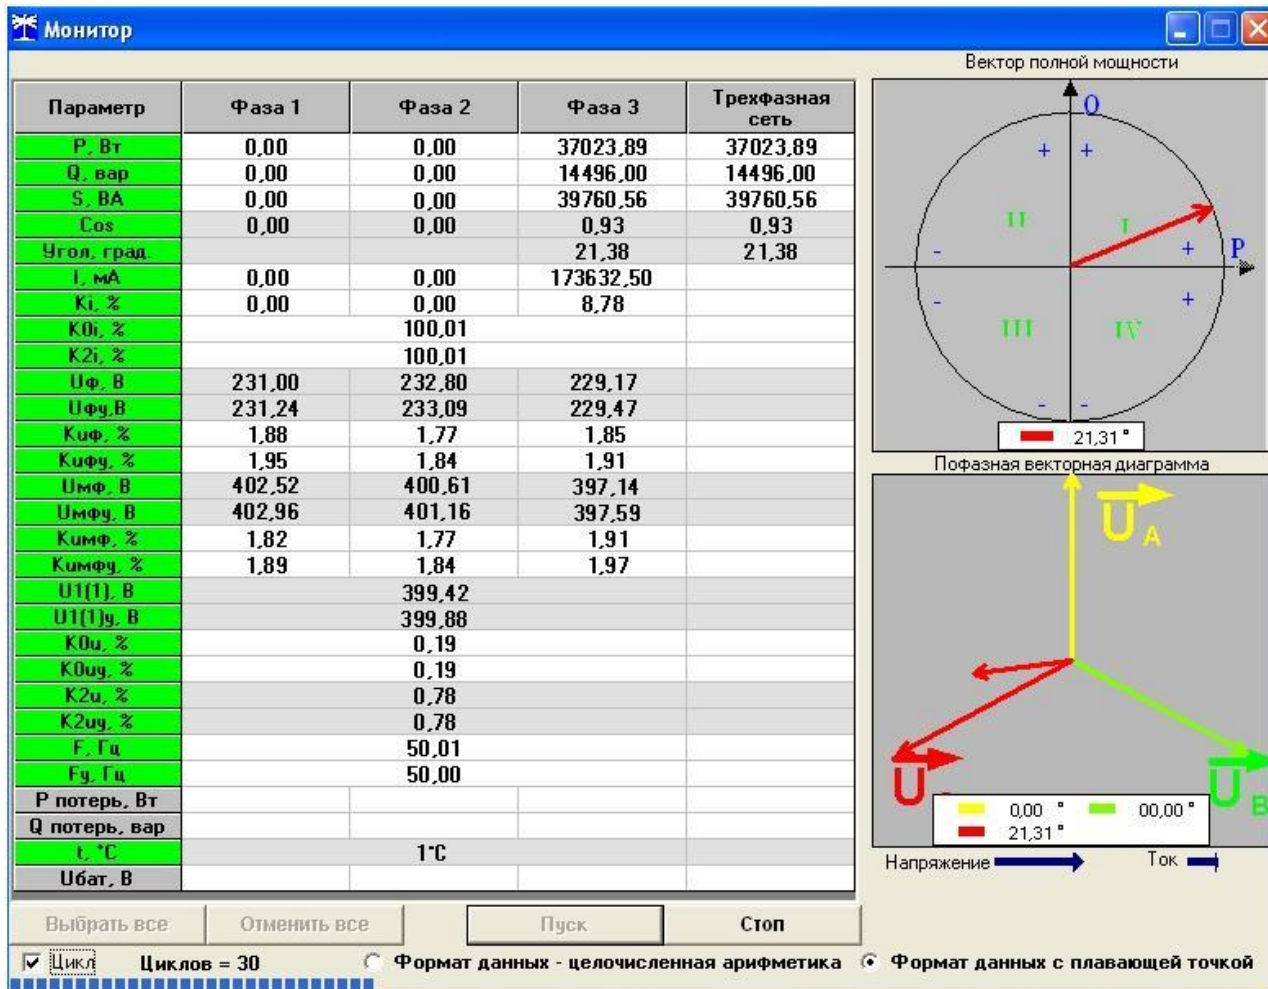 Монитор
Параметр Фаза 1 Фаза 2 Фаза 3 Трехфазная сеть
P, Вт 0,00 0,00 37023,89 37023,89
Q, вар 0,00 0,00 14496,00 14496,00
S, ВА 0,00 0,00 39760,56 39760,56
Cos 0,00 0,00 0,93 0,93
Угол, град. 21,38 21,38
I, мА 0,00 0,00 173632,50
Ki, % 0,00 0,00 8,78
K0i, % 100,01
K2i, % 100,01
Uф, В 231,00 232,80 229,17
Uфу,В 231,24 233,09 229,47
Kuф, % 1,88 1,77 1,85
Kuфу, % 1,95 1,84 1,91
Uмф, В 402,52 400,61 397,14
Uмфу, В 402,96 401,16 397,59
Kuмф, % 1,82 1,77 1,91
Kuмфу, % 1,89 1,84 1,97
U1(1), В 399,42
U1(1)у, В 399,88
K0u, % 0,19
K0uу, % 0,19
K2u, % 0,78
K2uу, % 0,78
F, Гц 50,01
Fу, Гц 50,00
P потерь, Вт
Q потерь, вар
t, °C 1°C
Uбат, В
Вектор полной мощности
Q
+ +
II I
- + P
- +
III IV
- -
21,31 °
Пофазная векторная диаграмма
U A
U U B
0,00 ° 00,00 °
21,31 °
Напряжение Ток
Выбрать все Отменить все Пуск Стоп
Цикл Циклов = 30 Формат данных - целочисленная арифметика Формат данных с плавающей точкой